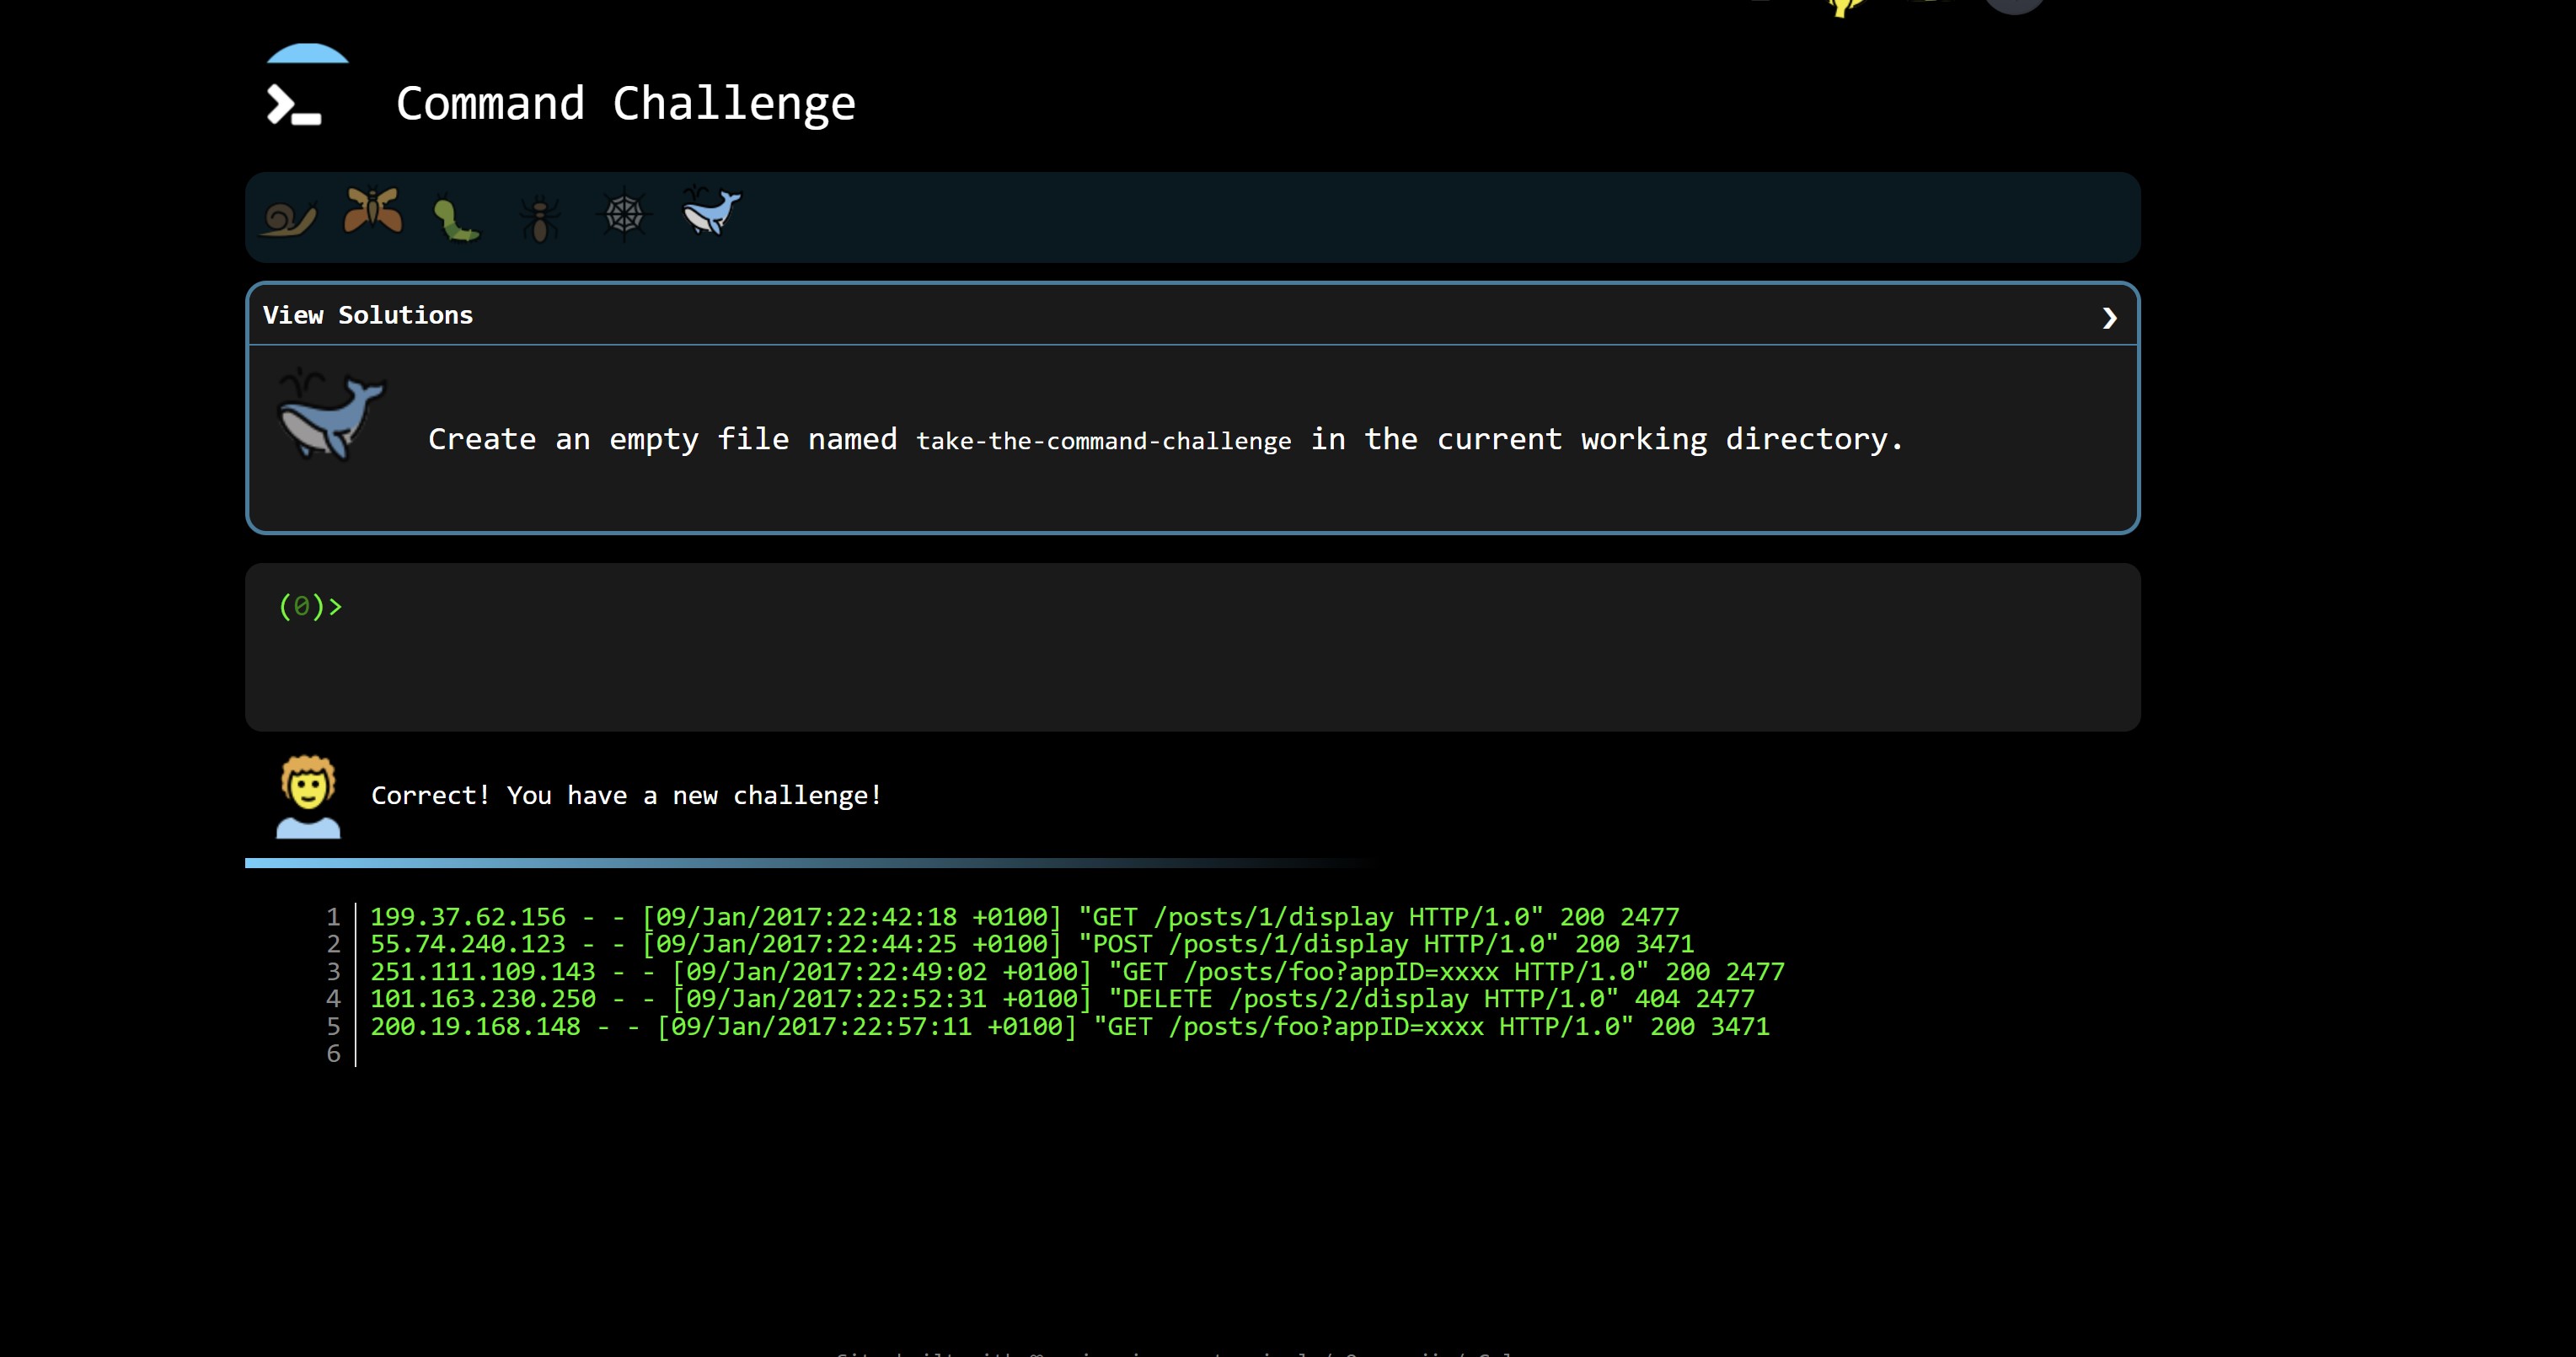 Command Challenge
View Solutions
Create an empty file named take-the-command-challenge in the current working directory.
(0)>
Correct! You have a new challenge!
1 199.37.62.156 - - [09/Jan/2017:22:42:18 +0100] "GET /posts/1/display HTTP/1.0" 200 2477
2 55.74.240.123 - - [09/Jan/2017:22:44:25 +0100] "POST /posts/1/display HTTP/1.0" 200 3471
3 251.111.109.143 - - [09/Jan/2017:22:49:02 +0100] "GET /posts/foo?appID=xxxx HTTP/1.0" 200 2477
4 101.163.230.250 - - [09/Jan/2017:22:52:31 +0100] "DELETE /posts/2/display HTTP/1.0" 404 2477
5 200.19.168.148 - - [09/Jan/2017:22:57:11 +0100] "GET /posts/foo?appID=xxxx HTTP/1.0" 200 3471
6